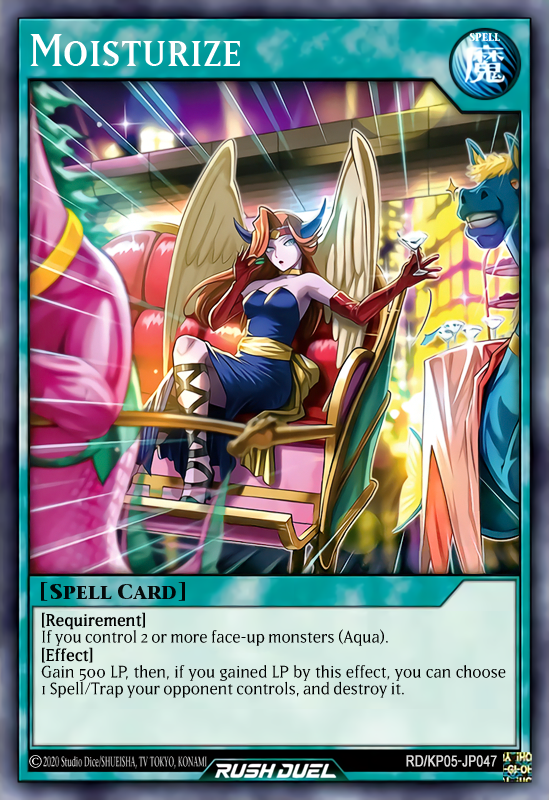 Moisturize
SPELL
魔
[Spell Card]
[Requirement]
If you control 2 or more face-up monsters (Aqua).
[Effect]
Gain 500 LP, then, if you gained LP by this effect, you can choose
1 Spell/Trap your opponent controls, and destroy it.
©2020 Studio Dice/SHUEISHA, TV TOKYO, KONAMI
RUSH DUEL
RD/KP05-JP047